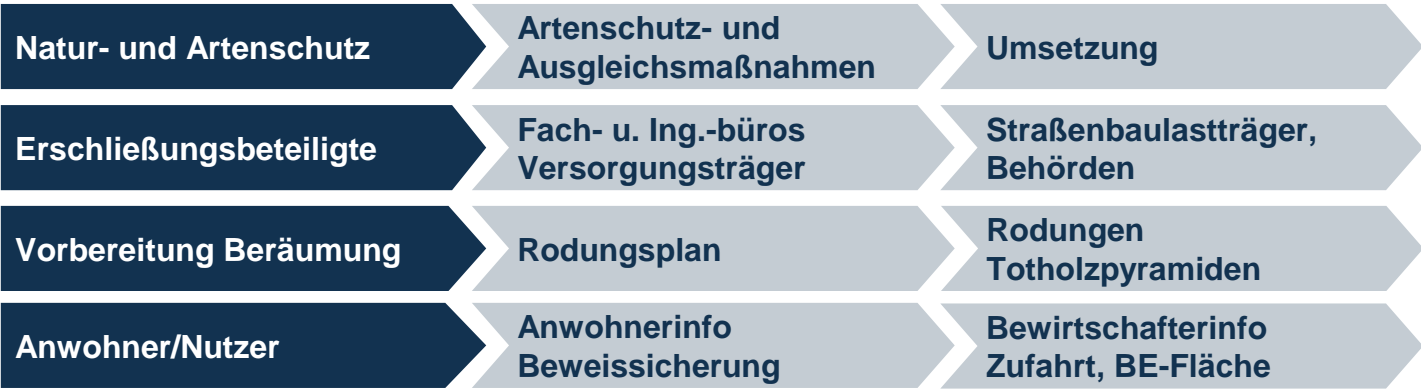 Natur- und Artenschutz
Artenschutz- und
Ausgleichsmaßnahmen
Umsetzung
Erschließungsbeteiligte
Fach- u. Ing.-büros
Versorgungsträger
Straßenbaulastträger,
Behörden
Vorbereitung Beräumung
Rodungsplan
Rodungen
Totholzpyramiden
Anwohner/Nutzer
Anwohnerinfo
Beweissicherung
Bewirtschafterinfo
Zufahrt, BE-Fläche